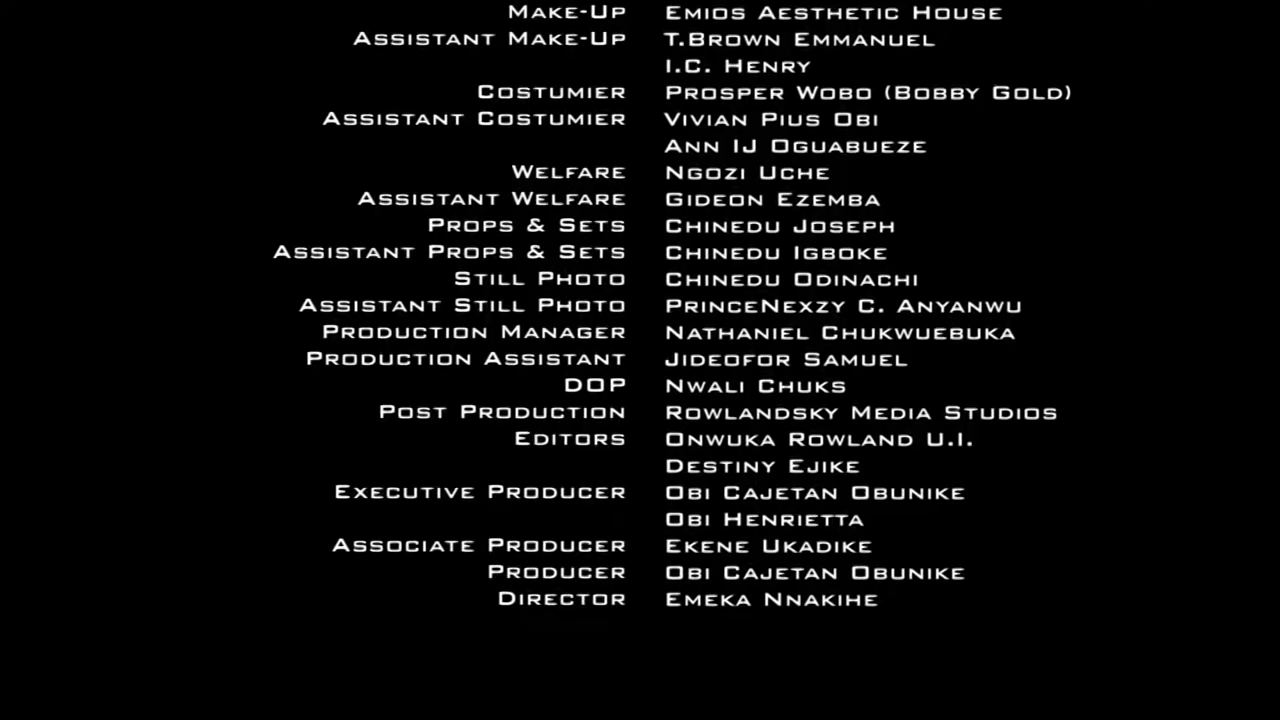 Make-Up Emios Aesthetic House
Assistant Make-Up T.Brown Emmanuel
I.C. Henry
Costumier Prosper Wobo (Bobby Gold)
Assistant Costumier Vivian Pius Obi
Ann IJ Oguabueze
Welfare Ngozi Uche
Assistant Welfare Gideon Ezemba
Props & Sets Chinedu Joseph
Assistant Props & Sets Chinedu Igboke
Still Photo Chinedu Odinachi
Assistant Still Photo PrinceNexzy C. Anyanwu
Production Manager Nathaniel Chukwuebuka
Production Assistant Jideofor Samuel
DOP Nwali Chuks
Post Production Rowlandsky Media Studios
Editors Onwuka Rowland U.I.
Destiny Ejike
Executive Producer Obi Cajetan Obunike
Obi Henrietta
Associate Producer Ekene Ukadike
Producer Obi Cajetan Obunike
Director Emeka Nnakihe